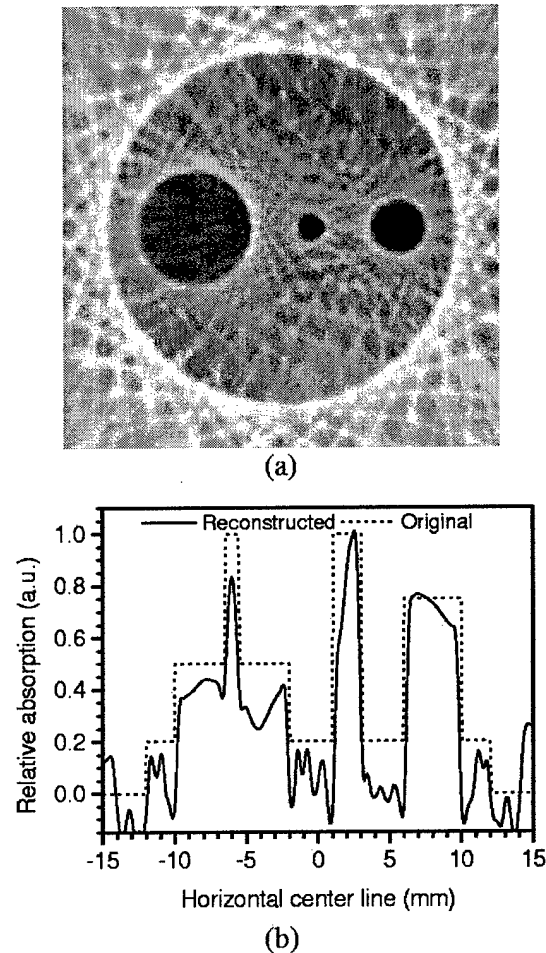 (a)
Reconstructed Original
1.0
0.8
0.6
0.4
0.2
0.0
Relative absorption (a.u.)
-15 -10 -5 0 5 10 15
Horizontal center line (mm)
(b)